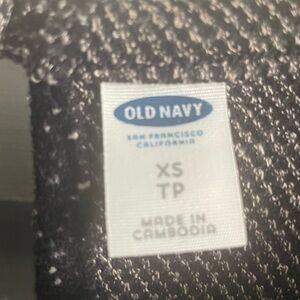 OLD NAVY
SAN FRANCISCO
CALIFORNIA
XS
TP
MADE IN
CAMBODIA